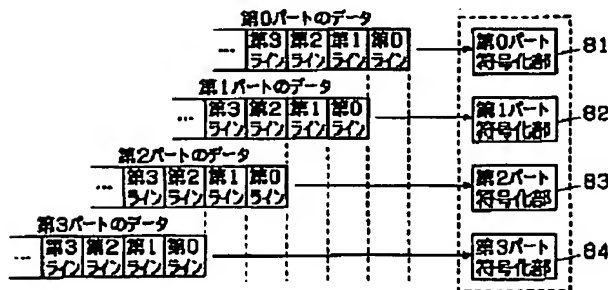 第0パートのデータ
… 第3ライン 第2ライン 第1ライン 第0ライン
第0パート符号化部 81
第1パートのデータ
… 第3ライン 第2ライン 第1ライン 第0ライン
第1パート符号化部 82
第2パートのデータ
… 第3ライン 第2ライン 第1ライン 第0ライン
第2パート符号化部 83
第3パートのデータ
… 第3ライン 第2ライン 第1ライン 第0ライン
第3パート符号化部 84